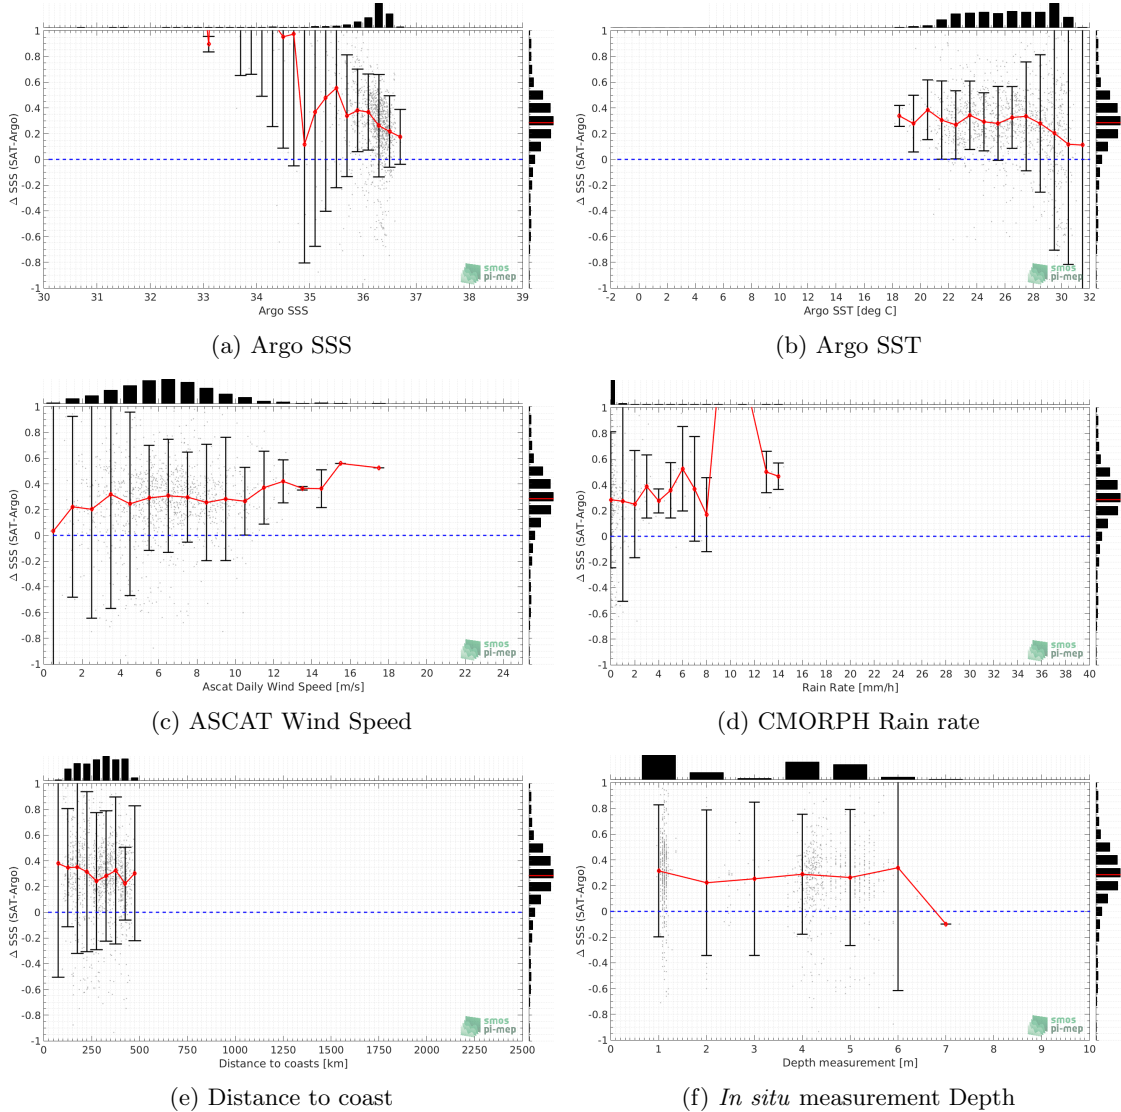 1
0.8
0.6
0.4
0.2
0
-0.2
-0.4
-0.6
-0.8
-1
Δ SSS (SAT-Argo)
30 31 32 33 34 35 36 37 38 39
Argo SSS
smos
pi-mep
(a) Argo SSS
1
0.8
0.6
0.4
0.2
0
-0.2
-0.4
-0.6
-0.8
-1
Δ SSS (SAT-Argo)
-2 0 2 4 6 8 10 12 14 16 18 20 22 24 26 28 30 32
Argo SST [deg C]
smos
pi-mep
(b) Argo SST
1
0.8
0.6
0.4
0.2
0
-0.2
-0.4
-0.6
-0.8
-1
Δ SSS (SAT-Argo)
0 2 4 6 8 10 12 14 16 18 20 22 24
Ascat Daily Wind Speed [m/s]
smos
pi-mep
(c) ASCAT Wind Speed
1
0.8
0.6
0.4
0.2
0
-0.2
-0.4
-0.6
-0.8
-1
Δ SSS (SAT-Argo)
0 2 4 6 8 10 12 14 16 18 20 22 24 26 28 30 32 34 36 38 40
Rain Rate [mm/h]
smos
pi-mep
(d) CMORPH Rain rate
1
0.8
0.6
0.4
0.2
0
-0.2
-0.4
-0.6
-0.8
-1
Δ SSS (SAT-Argo)
0 250 500 750 1000 1250 1500 1750 2000 2250 2500
Distance to coasts [km]
smos
pi-mep
(e) Distance to coast
1
0.8
0.6
0.4
0.2
0
-0.2
-0.4
-0.6
-0.8
-1
Δ SSS (SAT-Argo)
0 1 2 3 4 5 6 7 8 9 10
Depth measurement [m]
smos
pi-mep
(f) In situ measurement Depth